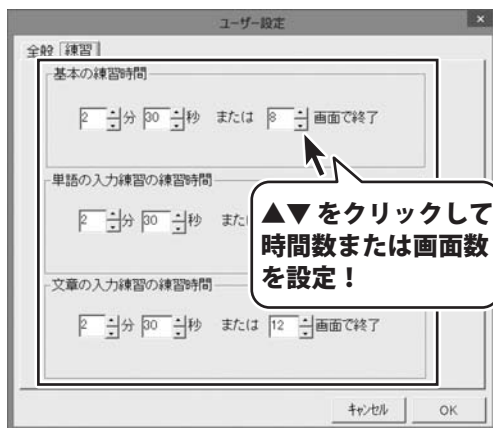 ユーザー設定
×
全般 練習
基本の練習時間
2 分 30 秒 または 8 画面で終了
単語の入力練習の練習時間
2 分 30 秒 また
▲▼をクリックして
時間数または画面数
を設定！
文章の入力練習の練習時間
2 分 30 秒 または 12 画面で終了
キャンセル OK